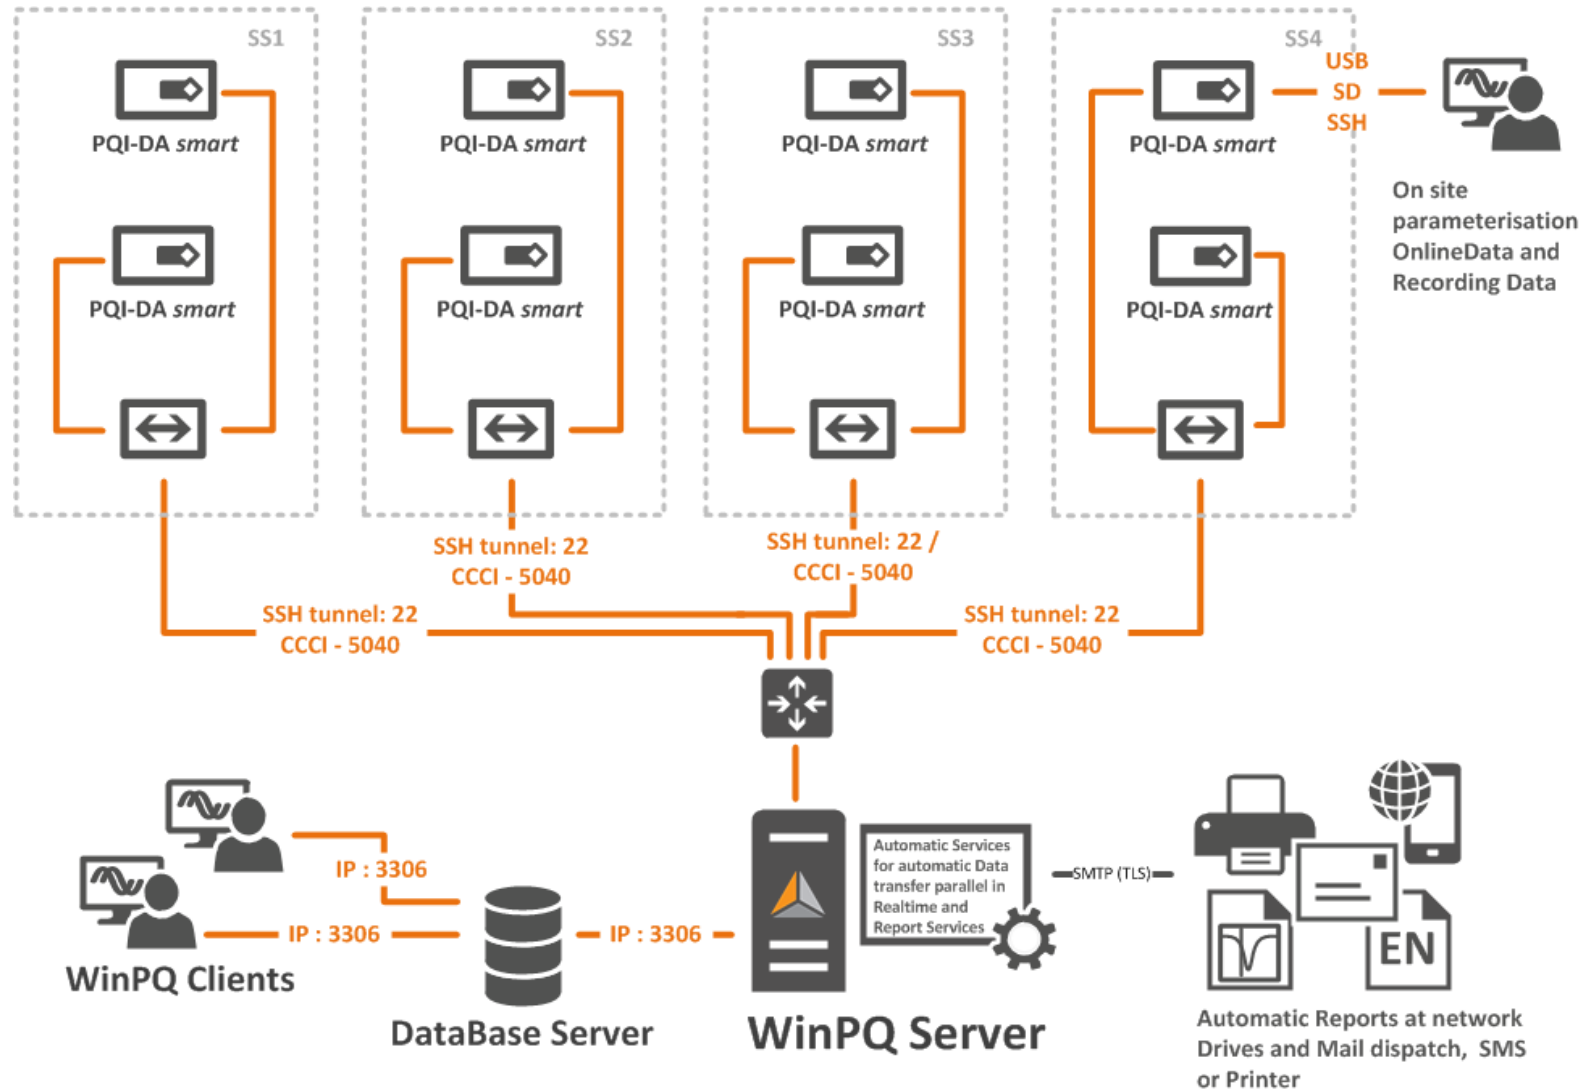 SS1
SS2
SS3
SS4
PQI-DA smart
PQI-DA smart
PQI-DA smart
PQI-DA smart
USB
SD
SSH
On site
parameterisation
OnlineData and
Recording Data
PQI-DA smart
PQI-DA smart
PQI-DA smart
PQI-DA smart
SSH tunnel: 22
CCCI - 5040
SSH tunnel: 22 /
CCCI - 5040
SSH tunnel: 22
CCCI - 5040
SSH tunnel: 22
CCCI - 5040
IP : 3306
IP : 3306
IP : 3306
WinPQ Clients
DataBase Server
WinPQ Server
Automatic Services
for automatic Data
transfer parallel in
Realtime and
Report Services
SMTP (TLS)
EN
Automatic Reports at network
Drives and Mail dispatch, SMS
or Printer